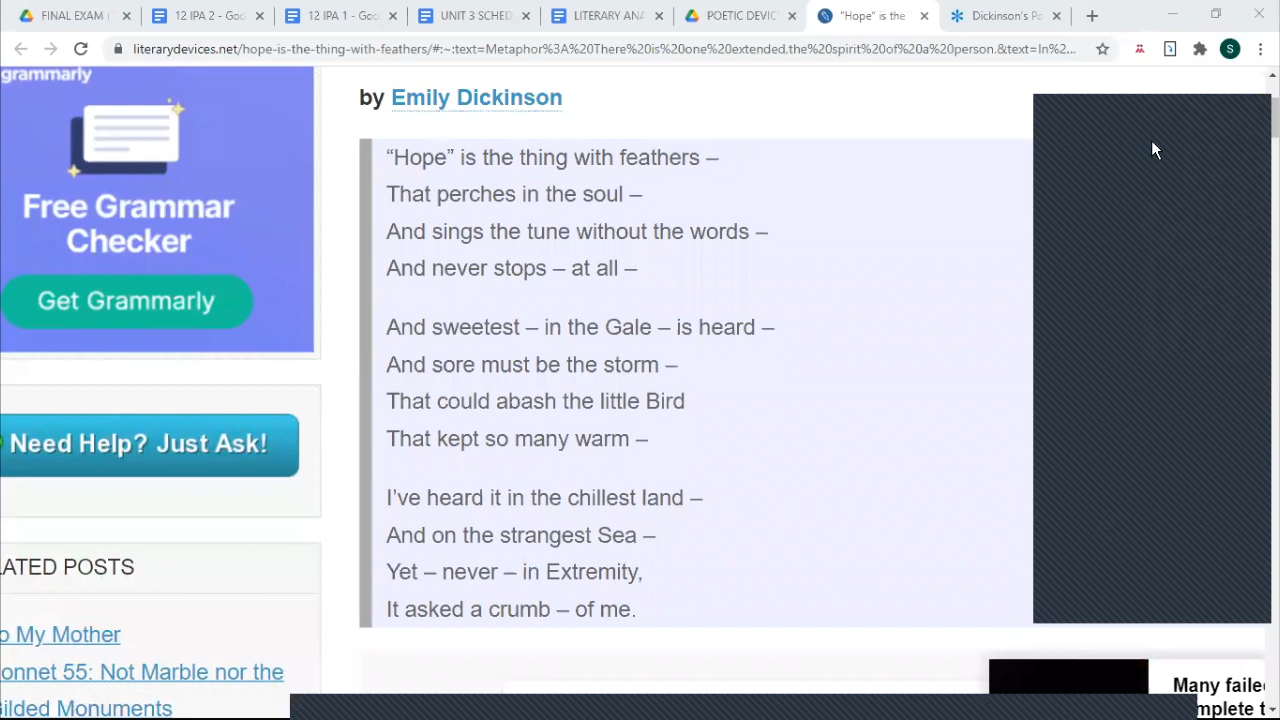 FINAL EXAM (
12 IPA 2 - Goo
12 IPA 1 - Goo
UNIT 3 SCHED
LITERARY ANA
POETIC DEVIC
“Hope” is the
Dickinson's Po
literarydevices.net/hope-is-the-thing-with-feathers/#:~:text=Metaphor%3A%20There%20is%20one%20extended,the%20spirit%20of%20a%20person.&text=In%2...
S
grammarly
Free Grammar
Checker
Get Grammarly
Need Help? Just Ask!
LATED POSTS
o My Mother
onnet 55: Not Marble nor the
Gilded Monuments
by Emily Dickinson
“Hope” is the thing with feathers –
That perches in the soul –
And sings the tune without the words –
And never stops – at all –
And sweetest – in the Gale – is heard –
And sore must be the storm –
That could abash the little Bird
That kept so many warm –
I’ve heard it in the chillest land –
And on the strangest Sea –
Yet – never – in Extremity,
It asked a crumb – of me.
Many faile
mplete t